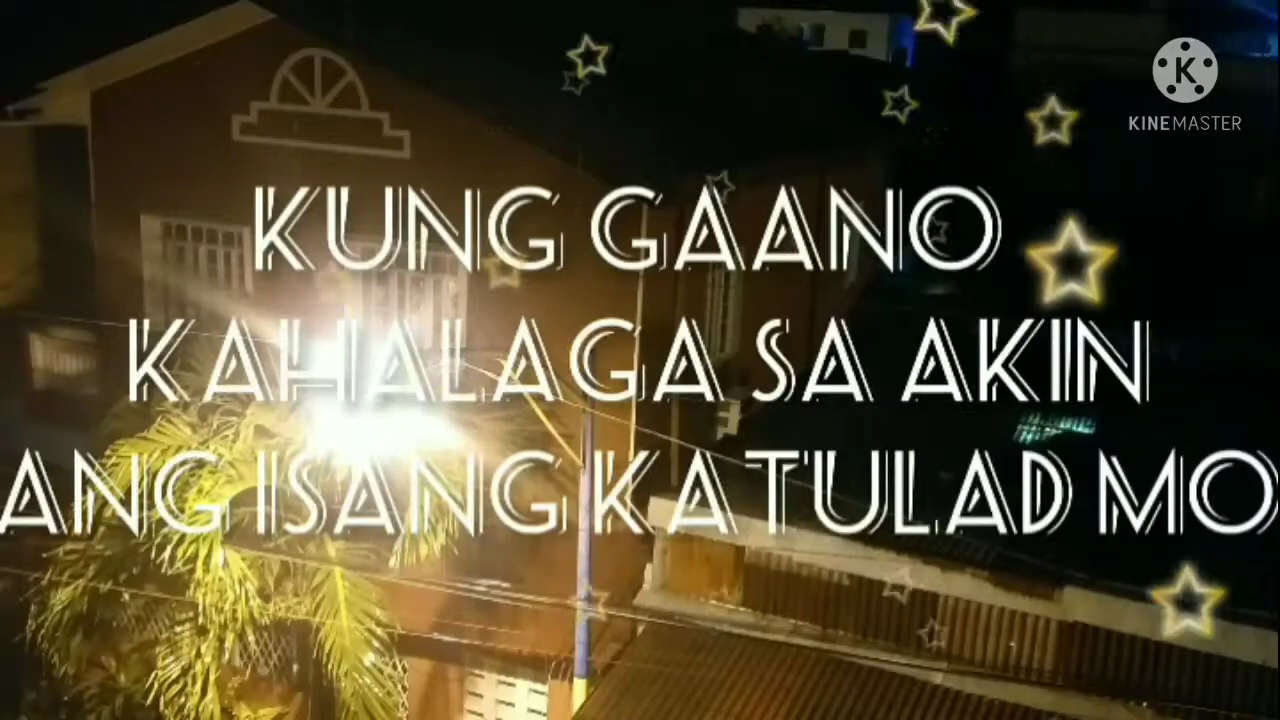 KINEMASTER
KUNG GAANO
KAHALAGA SA AKIN
ANG ISANG KATULAD MO